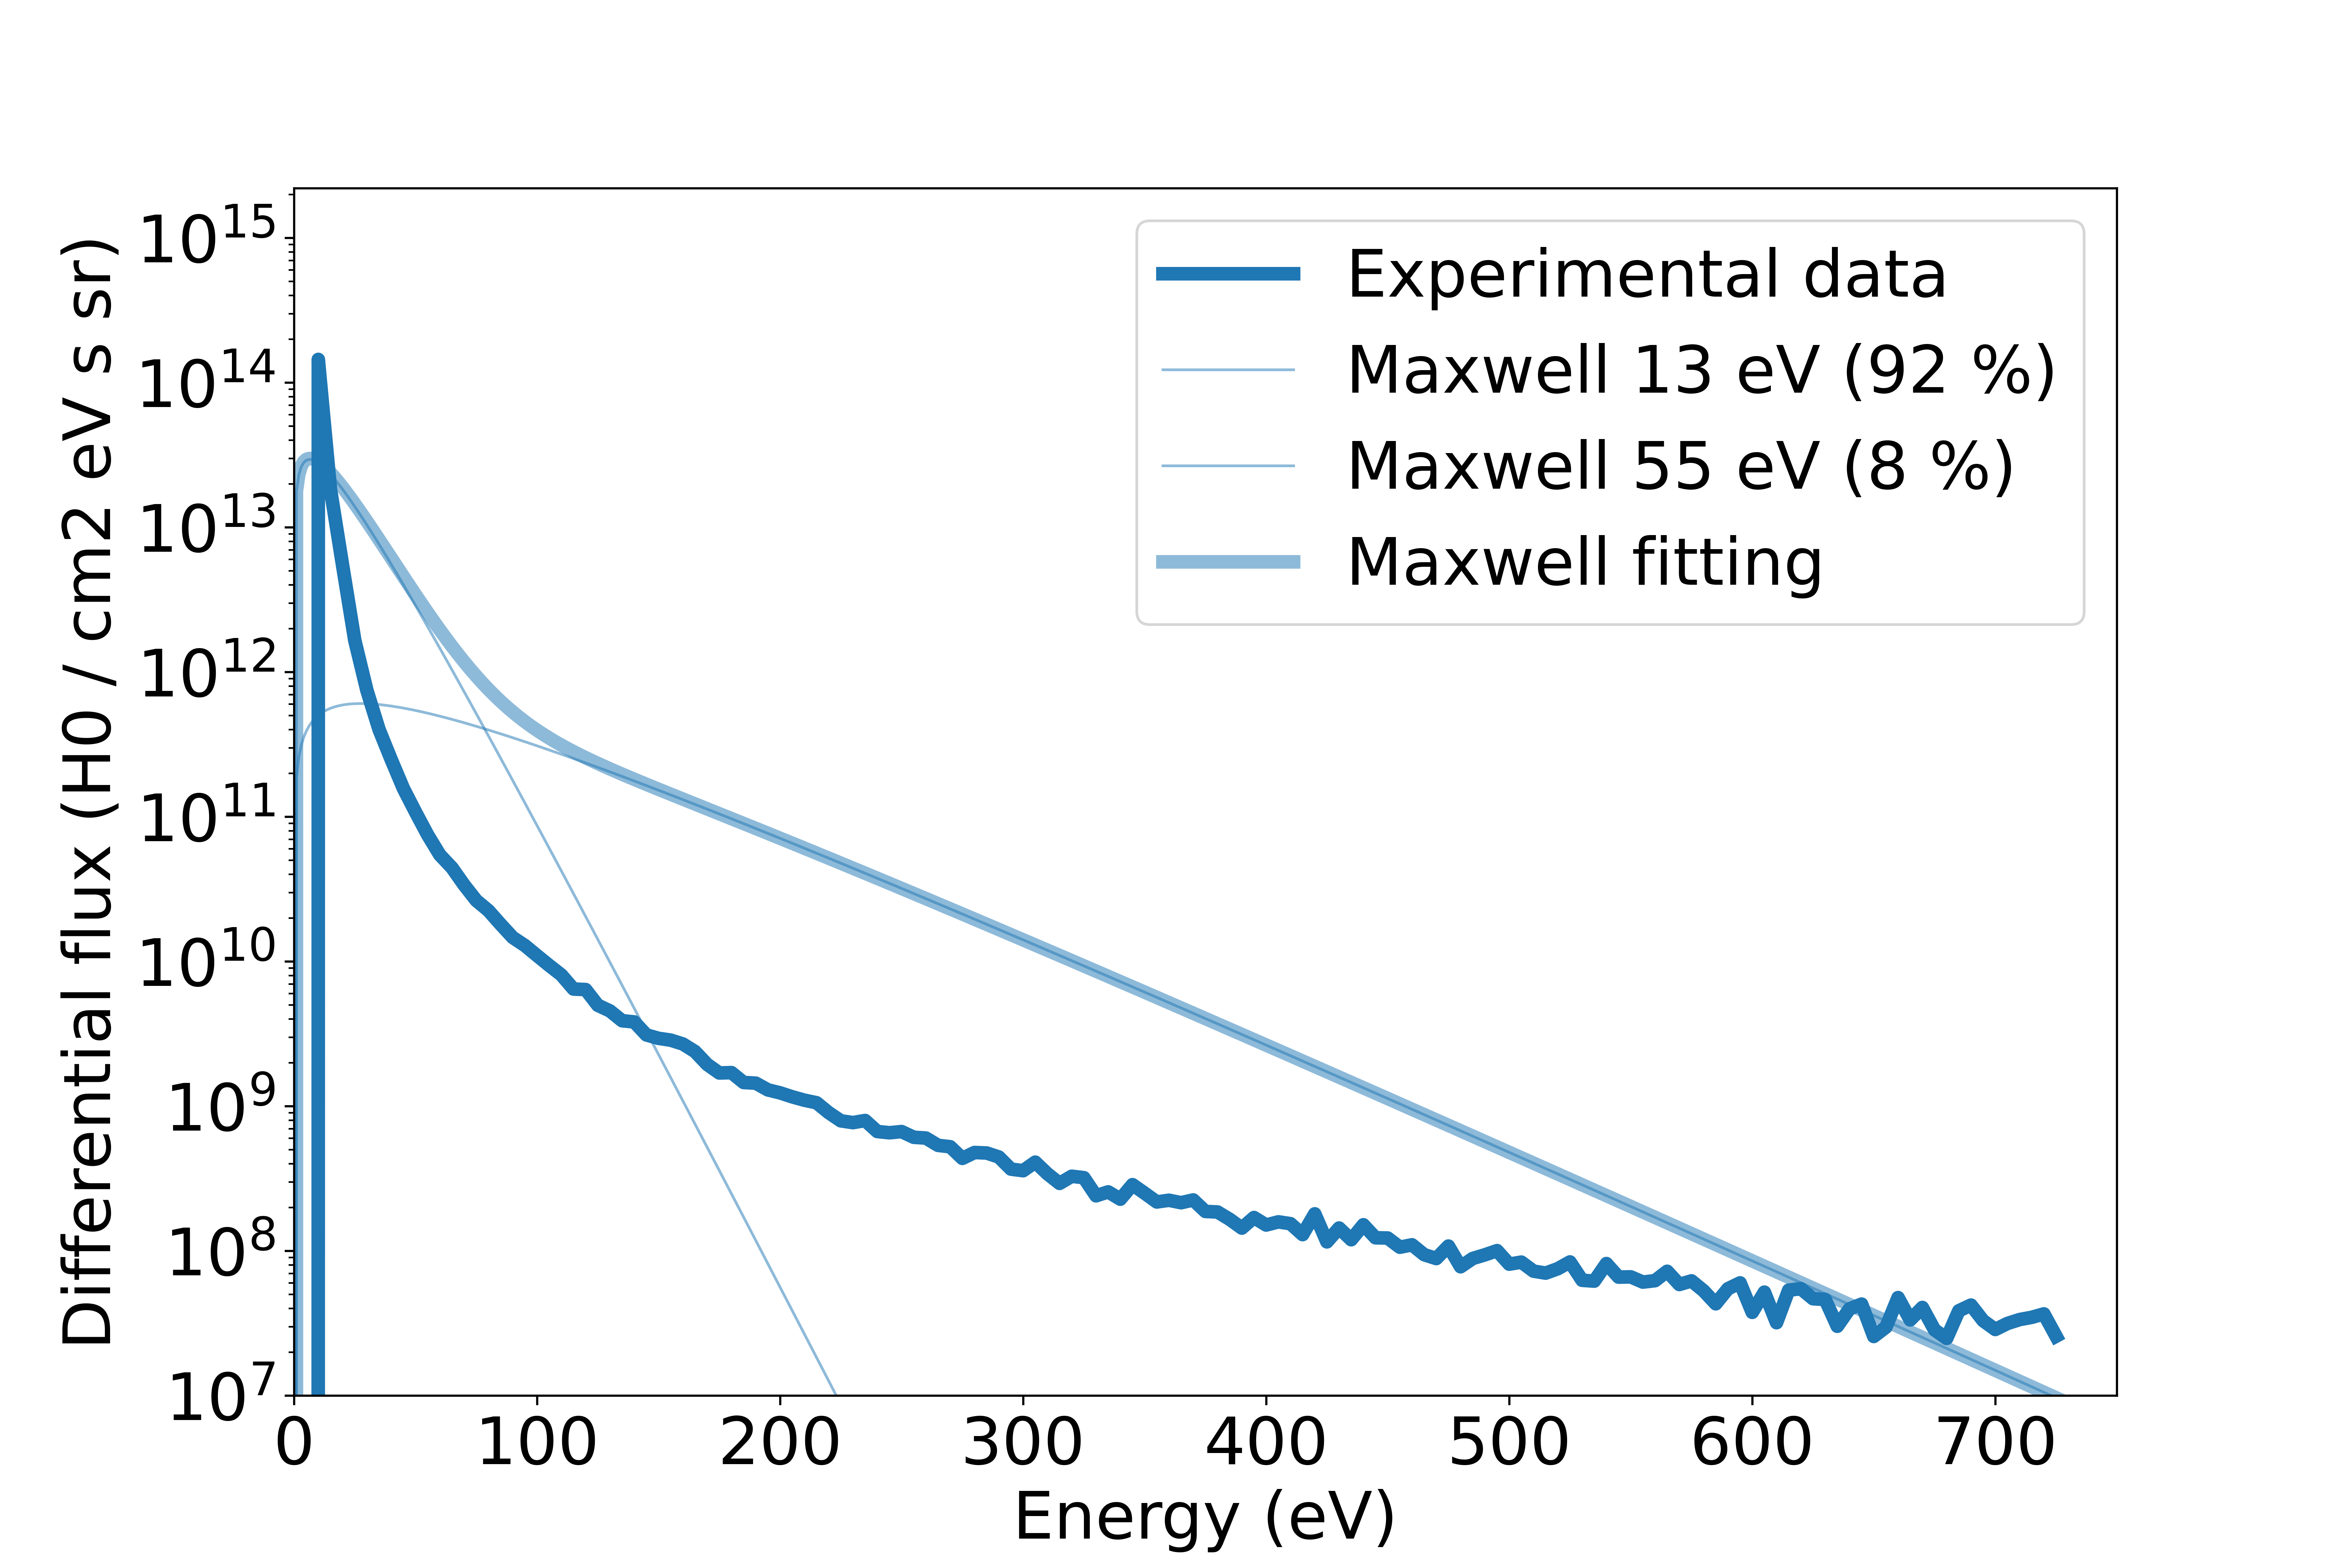 10^15
10^14
10^13
10^12
10^11
10^10
10^9
10^8
10^7
Differential flux (H0 / cm2 eV s sr)
Experimental data
Maxwell 13 eV (92 %)
Maxwell 55 eV (8 %)
Maxwell fitting
0 100 200 300 400 500 600 700
Energy (eV)